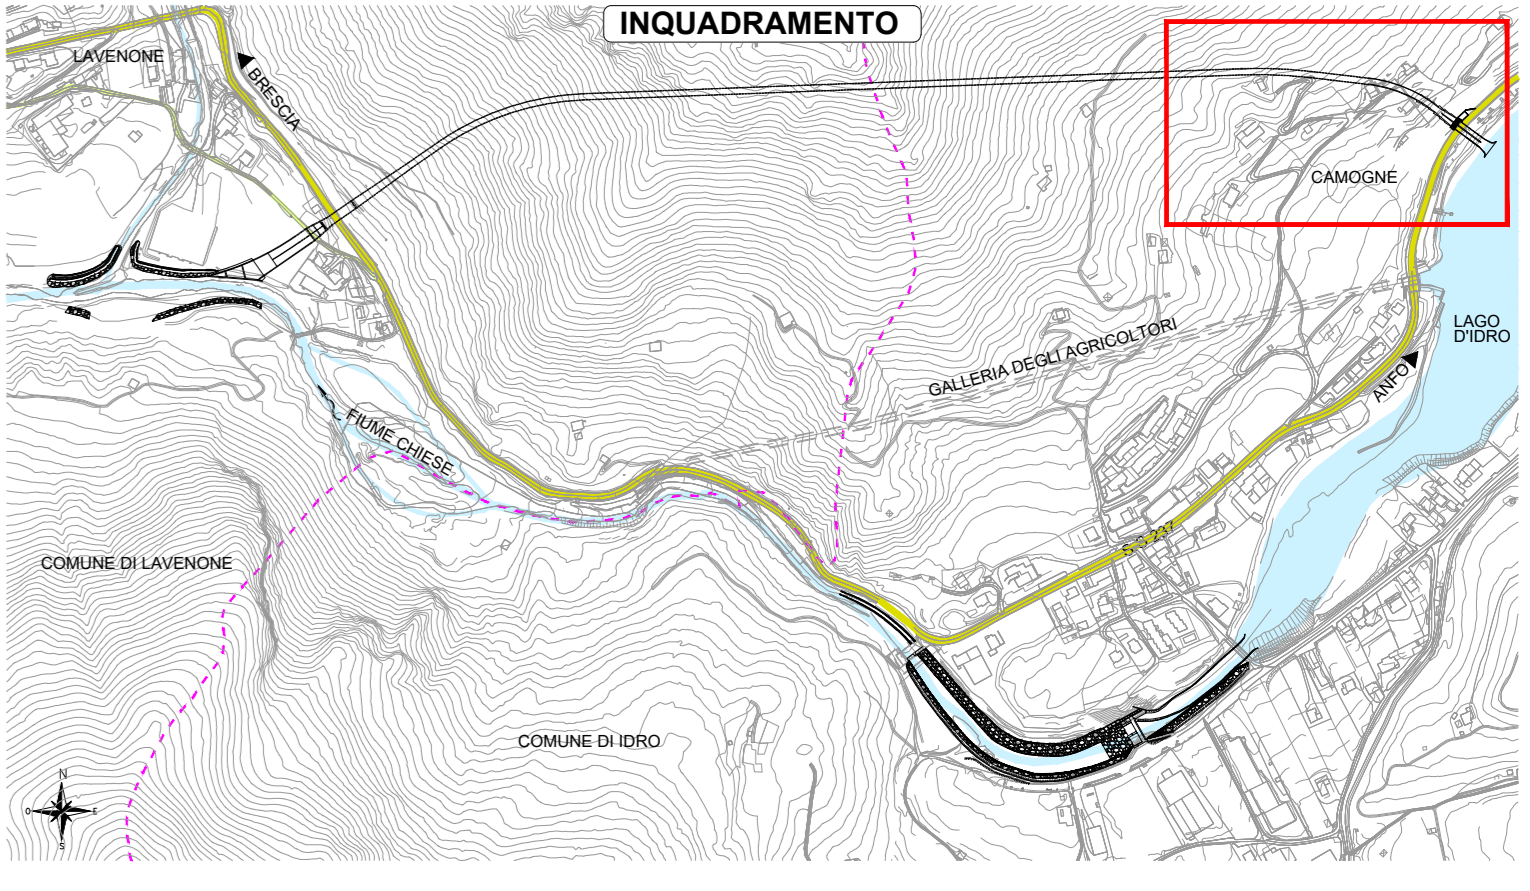 INQUADRAMENTO
LAVENONE
BRESCIA
CAMOGNE
LAGO
D'IDRO
GALLERIA DEGLI AGRICOLTORI
ANFO
FIUME CHIESE
S S 237
COMUNE DI LAVENONE
COMUNE DI IDRO
N
O
E
S